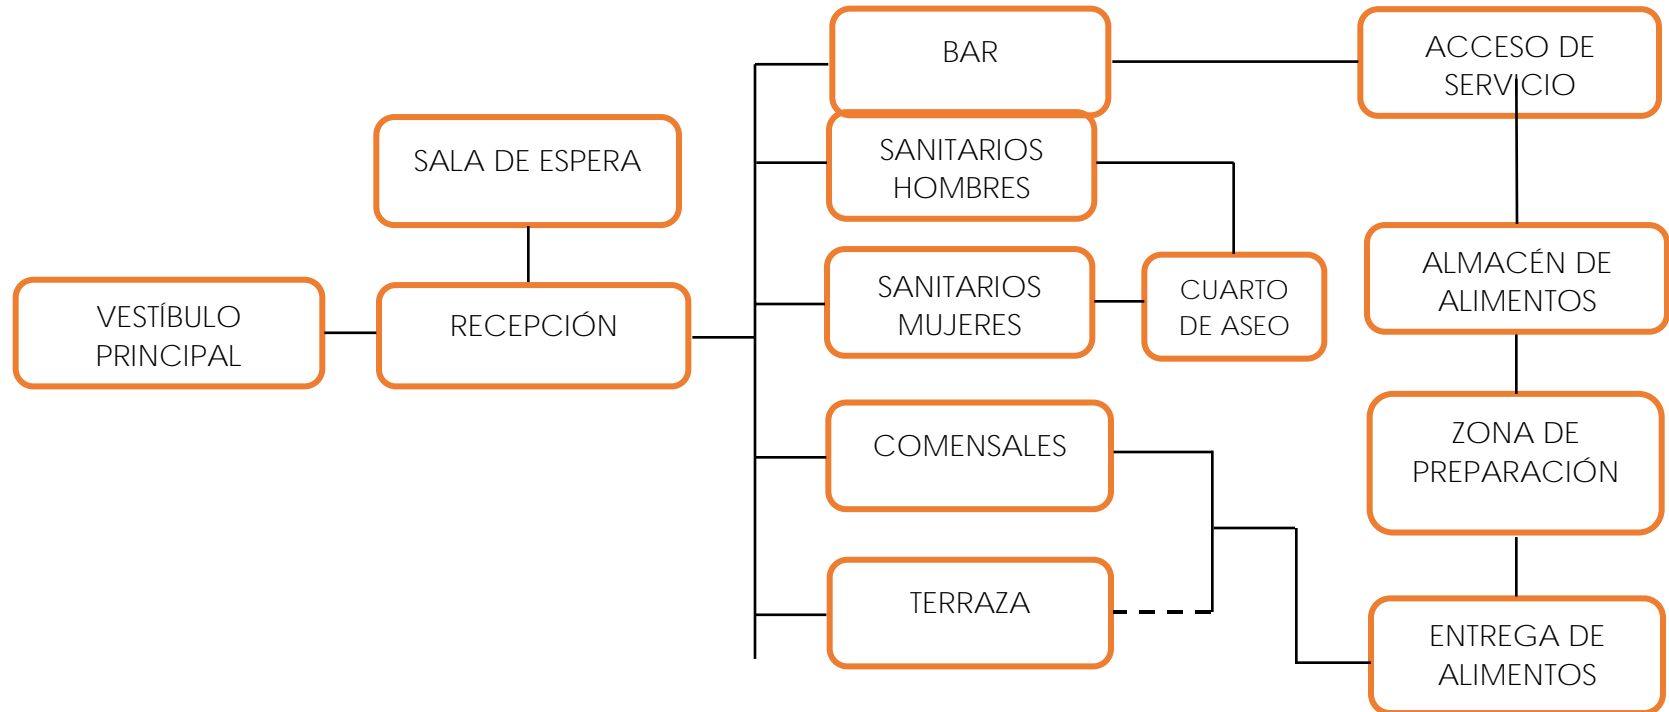 BAR
ACCESO DE
SERVICIO
SALA DE ESPERA
SANITARIOS
HOMBRES
VESTÍBULO
PRINCIPAL
RECEPCIÓN
SANITARIOS
MUJERES
CUARTO
DE ASEO
ALMACÉN DE
ALIMENTOS
COMENSALES
ZONA DE
PREPARACIÓN
TERRAZA
ENTREGA DE
ALIMENTOS